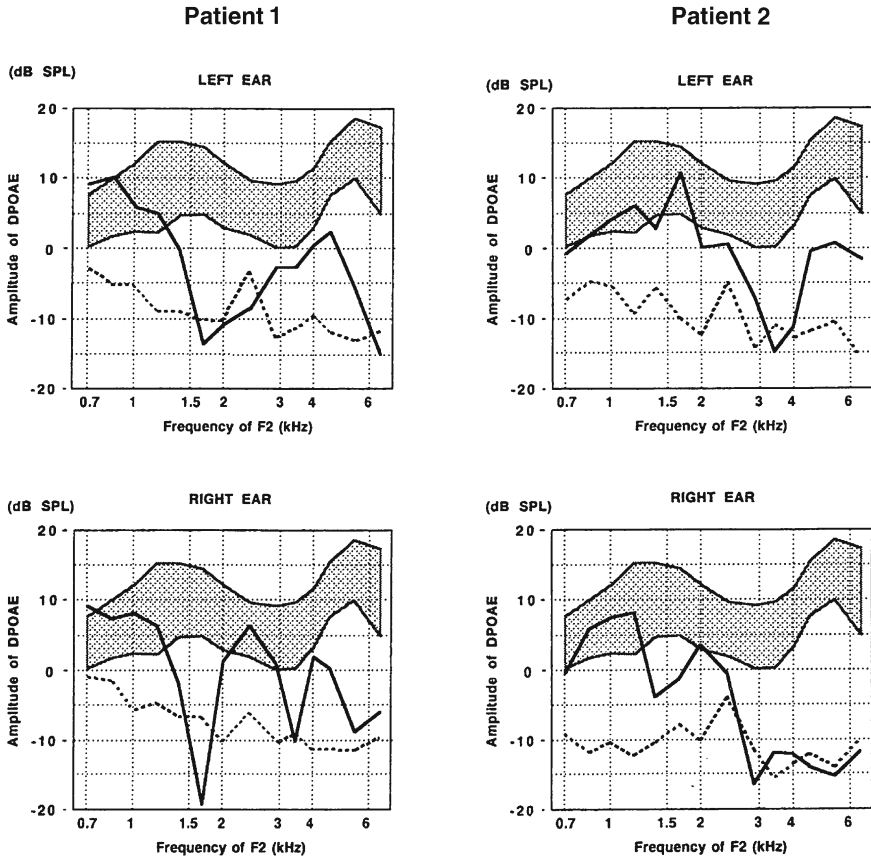 Patient 1
Patient 2
(dB SPL)
LEFT EAR
20
10
0
-10
-20
Amplitude of DPOAE
0.7 1 1.5 2 3 4 6
Frequency of F2 (kHz)
(dB SPL)
LEFT EAR
20
10
0
-10
-20
Amplitude of DPOAE
0.7 1 1.5 2 3 4 6
Frequency of F2 (kHz)
(dB SPL)
RIGHT EAR
20
10
0
-10
-20
Amplitude of DPOAE
0.7 1 1.5 2 3 4 6
Frequency of F2 (kHz)
(dB SPL)
RIGHT EAR
20
10
0
-10
-20
Amplitude of DPOAE
0.7 1 1.5 2 3 4 6
Frequency of F2 (kHz)